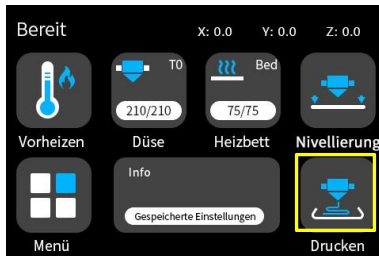 Bereit X: 0.0 Y: 0.0 Z: 0.0
T0 Bed
210/210 75/75
Vorheizen Düse Heizbett Nivellierung
Info
Gespeicherte Einstellungen
Menü Drucken